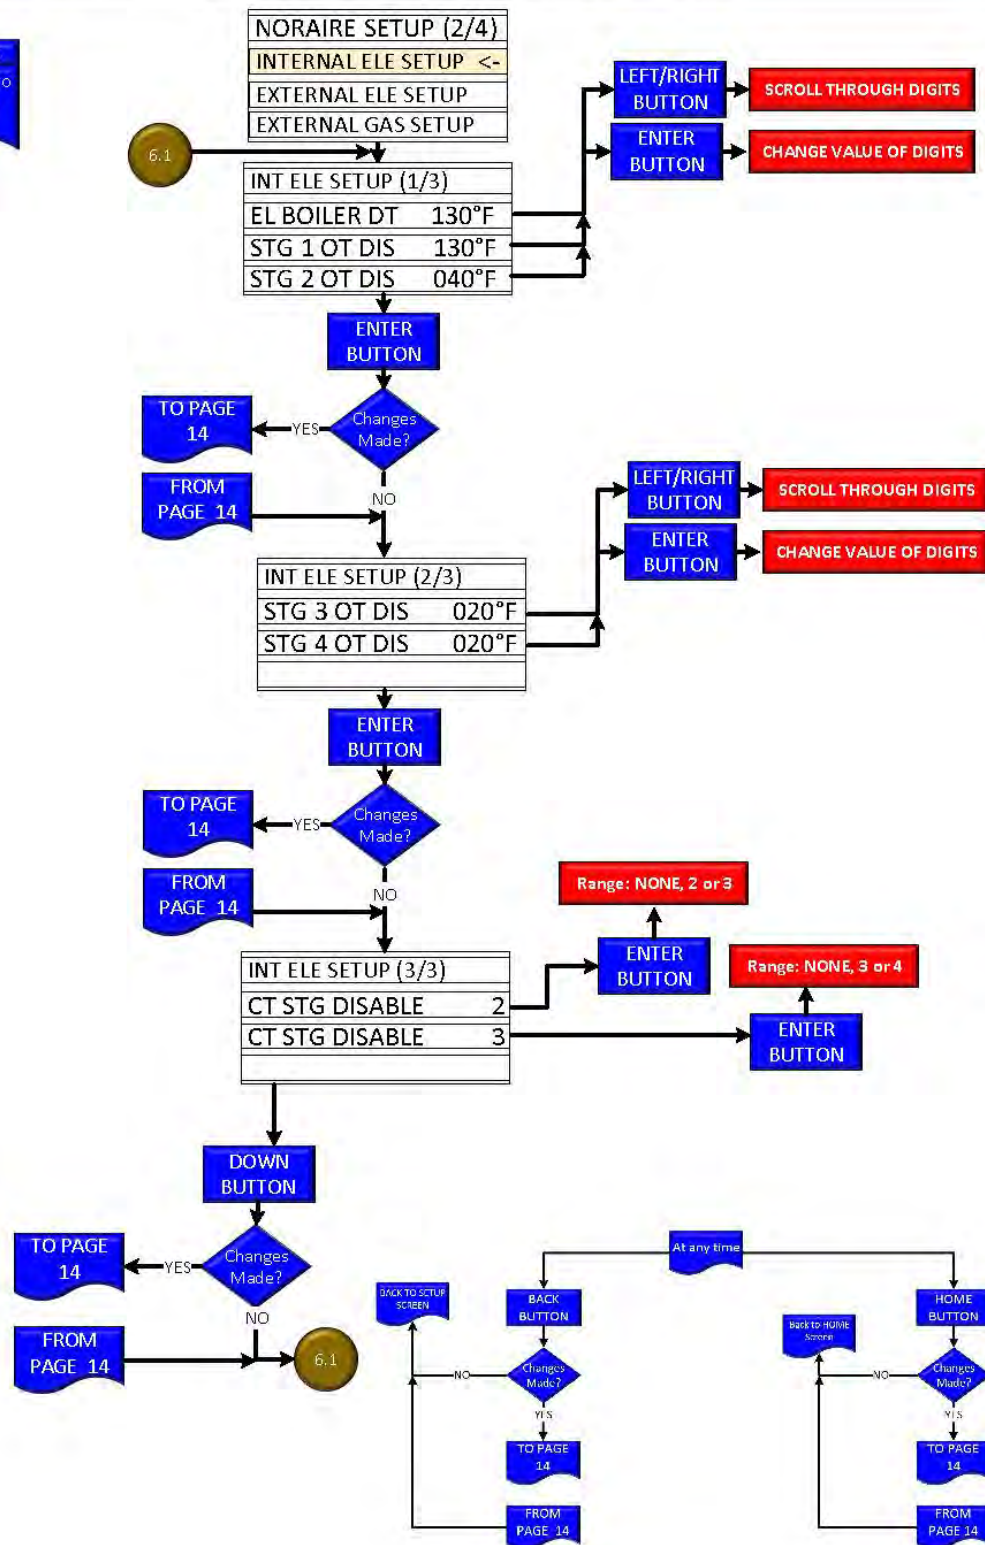 O
NORAIRE SETUP (2/4)
INTERNAL ELE SETUP <-
EXTERNAL ELE SETUP
EXTERNAL GAS SETUP
LEFT/RIGHT
BUTTON
SCROLL THROUGH DIGITS
ENTER
BUTTON
CHANGE VALUE OF DIGITS
6.1
INT ELE SETUP (1/3)
EL BOILER DT 130°F
STG 1 OT DIS 130°F
STG 2 OT DIS 040°F
ENTER
BUTTON
Changes
Made?
YES
TO PAGE
14
NO
FROM
PAGE 14
LEFT/RIGHT
BUTTON
SCROLL THROUGH DIGITS
ENTER
BUTTON
CHANGE VALUE OF DIGITS
INT ELE SETUP (2/3)
STG 3 OT DIS 020°F
STG 4 OT DIS 020°F
ENTER
BUTTON
Changes
Made?
YES
TO PAGE
14
NO
FROM
PAGE 14
Range: NONE, 2 or 3
ENTER
BUTTON
Range: NONE, 3 or 4
ENTER
BUTTON
INT ELE SETUP (3/3)
CT STG DISABLE 2
CT STG DISABLE 3
DOWN
BUTTON
Changes
Made?
YES
TO PAGE
14
NO
FROM
PAGE 14
6.1
At any time
BACK TO SETUP
SCREEN
BACK
BUTTON
Changes
Made?
NO
YES
TO PAGE
14
FROM
PAGE 14
HOME
BUTTON
Back to HOME
Screen
Changes
Made?
NO
YES
TO PAGE
14
FROM
PAGE 14